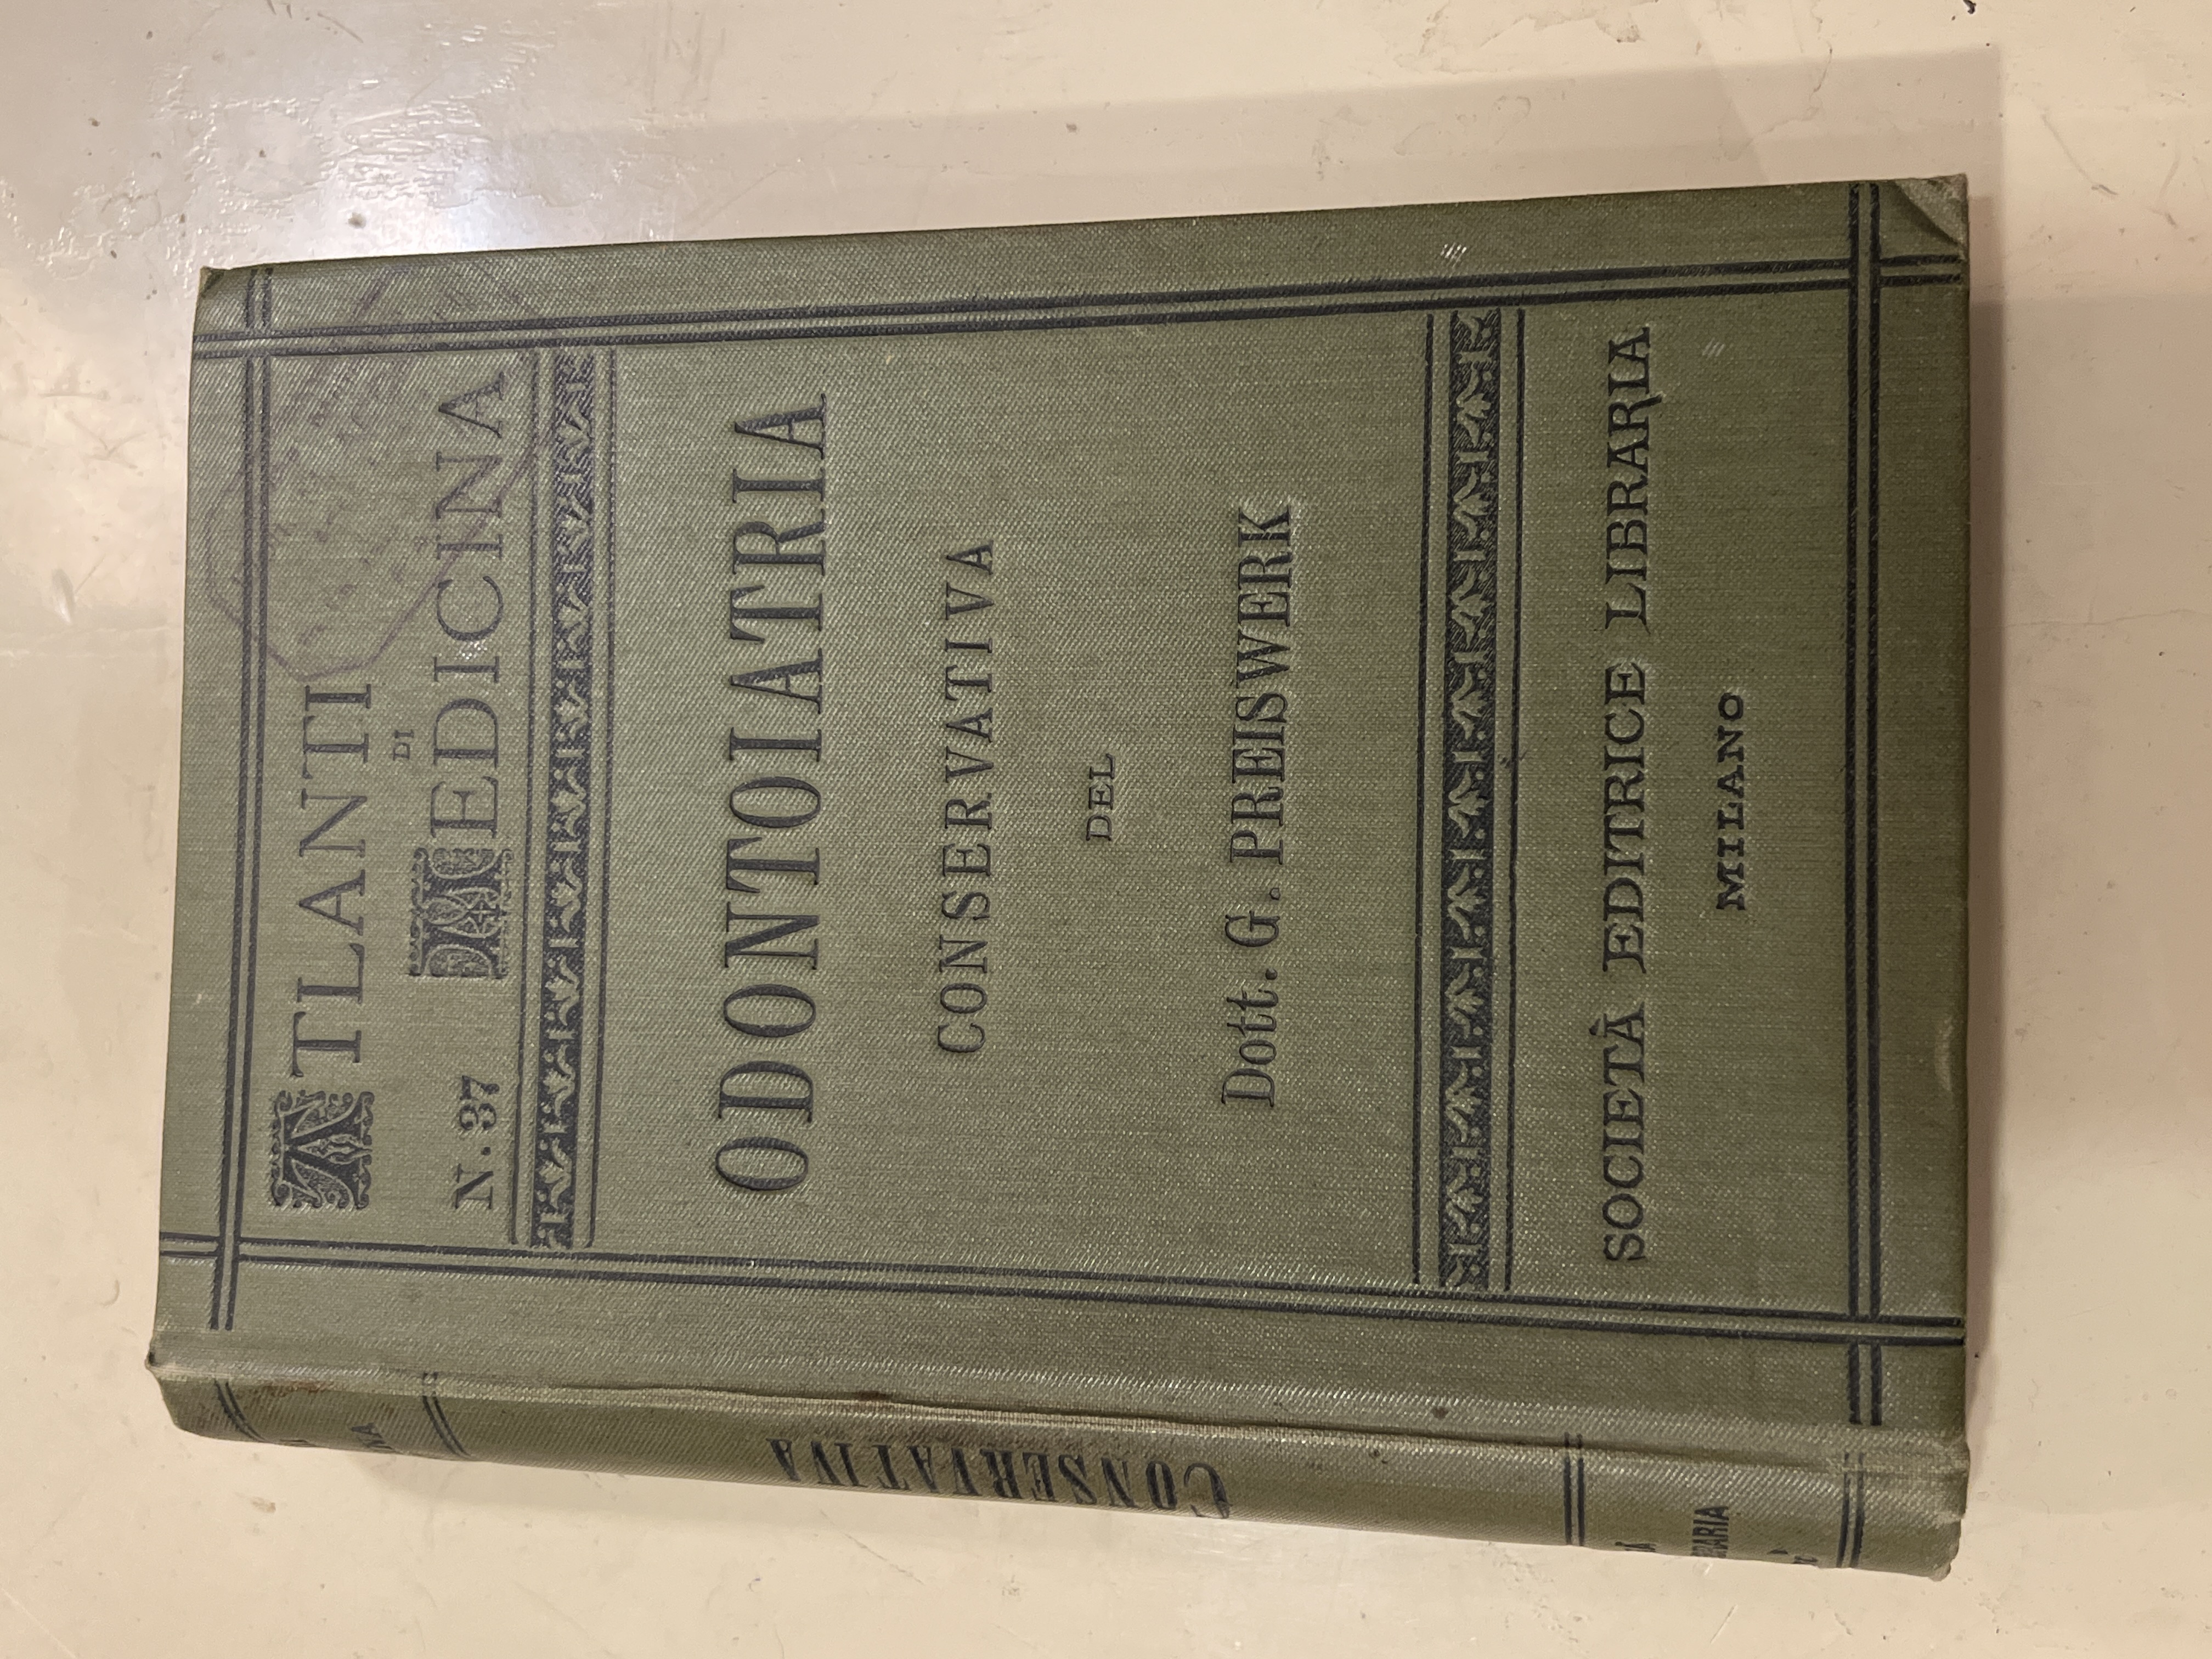 ATLANTI
DI
N. 37 MEDICINA
ODONTOIATRIA
CONSERVATIVA
DEL
Dott. G. PREISWERK
SOCIETÀ EDITRICE LIBRARIA
MILANO
CONSERVATIVA